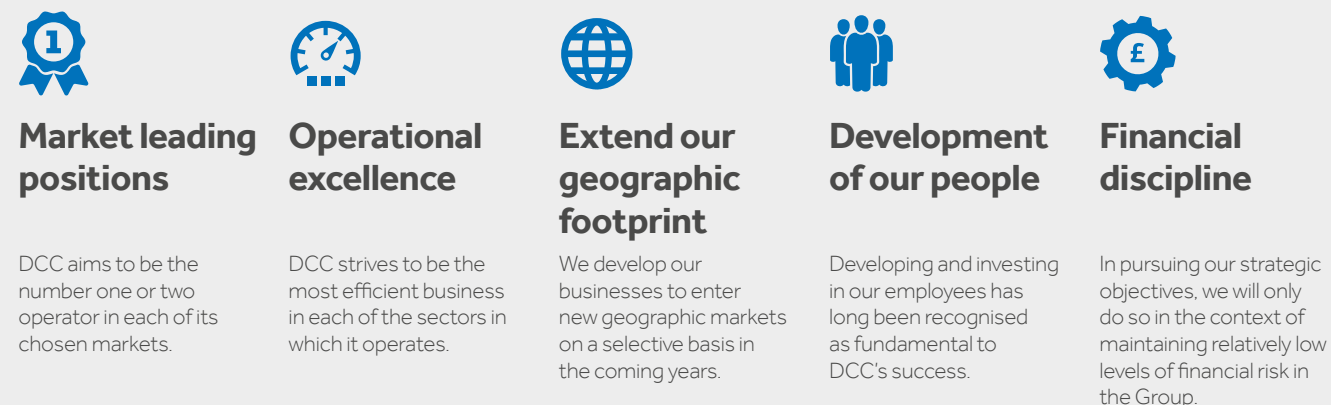 1
£
Market leading
positions
DCC aims to be the
number one or two
operator in each of its
chosen markets.
Operational
excellence
DCC strives to be the
most efficient business
in each of the sectors in
which it operates.
Extend our
geographic
footprint
We develop our
businesses to enter
new geographic markets
on a selective basis in
the coming years.
Development
of our people
Developing and investing
in our employees has
long been recognised
as fundamental to
DCC's success.
Financial
discipline
In pursuing our strategic
objectives, we will only
do so in the context of
maintaining relatively low
levels of financial risk in
the Group.